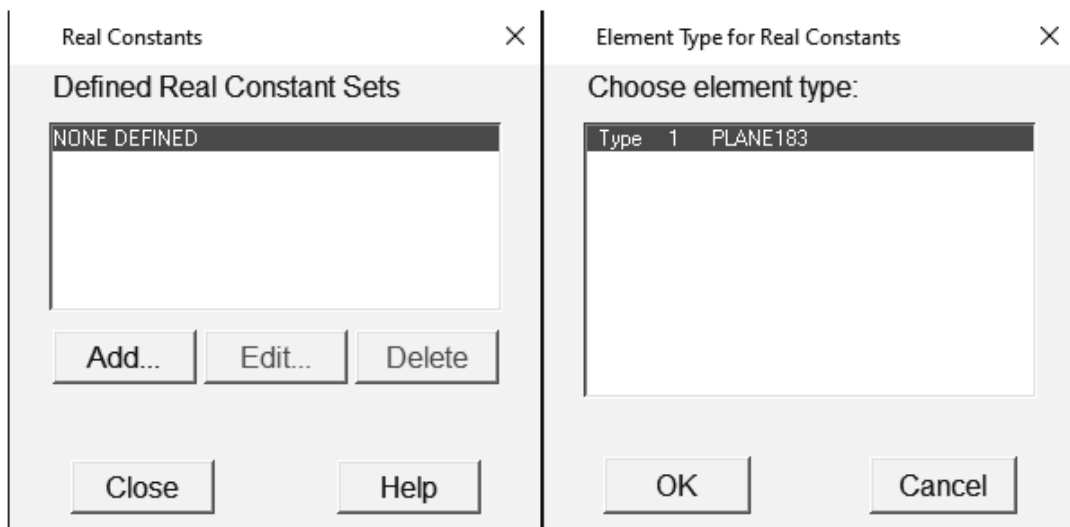 Real Constants
Defined Real Constant Sets
NONE DEFINED
Add...
Edit...
Delete
Close
Help
Element Type for Real Constants
Choose element type:
Type 1 PLANE183
OK
Cancel